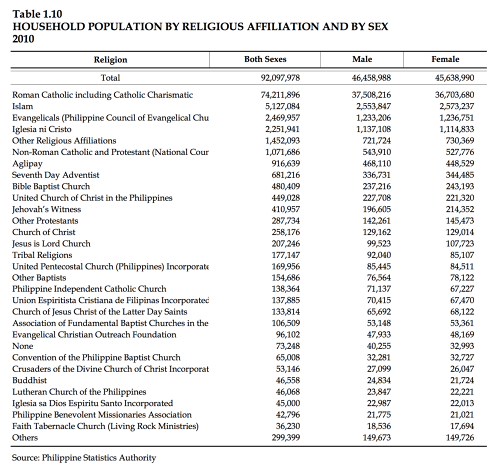 Table 1.10
HOUSEHOLD POPULATION BY RELIGIOUS AFFILIATION AND BY SEX
2010
Religion Both Sexes Male Female
Total 92,097,978 46,458,988 45,638,990
Roman Catholic including Catholic Charismatic 74,211,896 37,508,216 36,703,680
Islam 5,127,084 2,553,847 2,573,237
Evangelicals (Philippine Council of Evangelical Chu 2,469,957 1,233,206 1,236,751
Iglesia ni Cristo 2,251,941 1,137,108 1,114,833
Other Religious Affiliations 1,452,093 721,724 730,369
Non-Roman Catholic and Protestant (National Cour 1,071,686 543,910 527,776
Aglipay 916,639 468,110 448,529
Seventh Day Adventist 681,216 336,731 344,485
Bible Baptist Church 480,409 237,216 243,193
United Church of Christ in the Philippines 449,028 227,708 221,320
Jehovah's Witness 410,957 196,605 214,352
Other Protestants 287,734 142,261 145,473
Church of Christ 258,176 129,162 129,014
Jesus is Lord Church 207,246 99,523 107,723
Tribal Religions 177,147 92,040 85,107
United Pentecostal Church (Philippines) Incorporate 169,956 85,445 84,511
Other Baptists 154,686 76,564 78,122
Philippine Independent Catholic Church 138,364 71,137 67,227
Union Espiritista Cristiana de Filipinas Incorporated 137,885 70,415 67,470
Church of Jesus Christ of the Latter Day Saints 133,814 65,692 68,122
Association of Fundamental Baptist Churches in the 106,509 53,148 53,361
Evangelical Christian Outreach Foundation 96,102 47,933 48,169
None 73,248 40,255 32,993
Convention of the Philippine Baptist Church 65,008 32,281 32,727
Crusaders of the Divine Church of Christ Incorporat 53,146 27,099 26,047
Buddhist 46,558 24,834 21,724
Lutheran Church of the Philippines 46,068 23,847 22,221
Iglesia sa Dios Espiritu Santo Incorporated 45,000 22,987 22,013
Philippine Benevolent Missionaries Association 42,796 21,775 21,021
Faith Tabernacle Church (Living Rock Ministries) 36,230 18,536 17,694
Others 299,399 149,673 149,726
Source: Philippine Statistics Authority